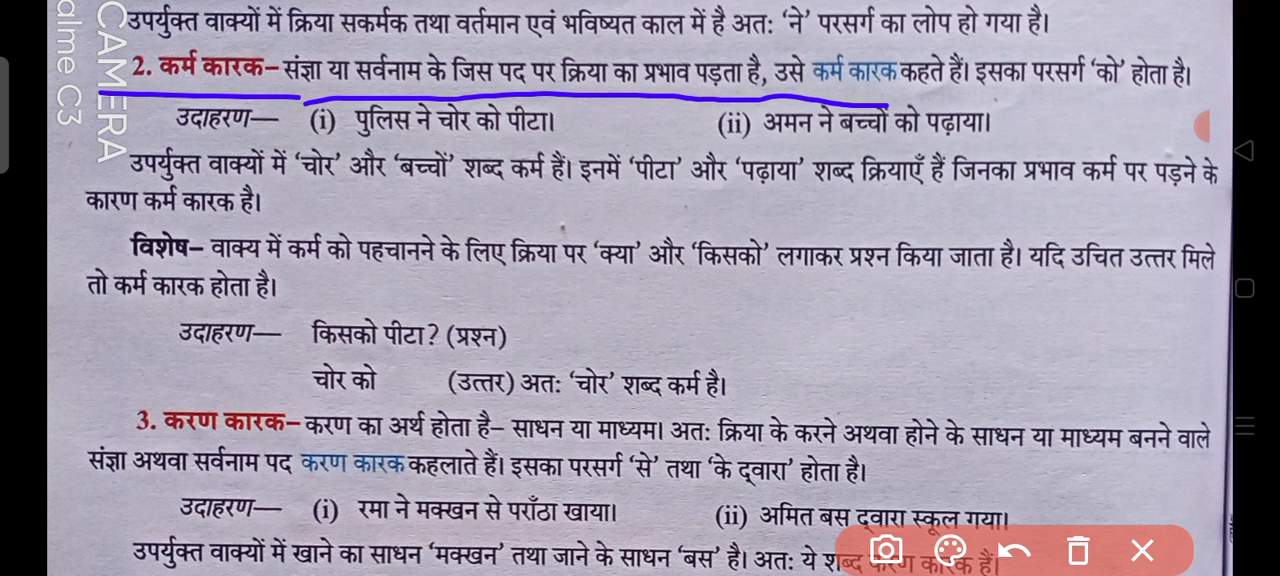 उपर्युक्त वाक्यों में क्रिया सकर्मक तथा वर्तमान एवं भविष्यत काल में है अतः ‘ने’ परसर्ग का लोप हो गया है।
2. कर्म कारक– संज्ञा या सर्वनाम के जिस पद पर क्रिया का प्रभाव पड़ता है, उसे कर्म कारक कहते हैं। इसका परसर्ग ‘को’ होता है।
उदाहरण— (i) पुलिस ने चोर को पीटा। (ii) अमन ने बच्चों को पढ़ाया।
उपर्युक्त वाक्यों में ‘चोर’ और ‘बच्चों’ शब्द कर्म हैं। इनमें ‘पीटा’ और ‘पढ़ाया’ शब्द क्रियाएँ हैं जिनका प्रभाव कर्म पर पड़ने के
कारण कर्म कारक है।
विशेष– वाक्य में कर्म को पहचानने के लिए क्रिया पर ‘क्या’ और ‘किसको’ लगाकर प्रश्न किया जाता है। यदि उचित उत्तर मिले
तो कर्म कारक होता है।
उदाहरण— किसको पीटा? (प्रश्न)
चोर को (उत्तर) अतः ‘चोर’ शब्द कर्म है।
3. करण कारक– करण का अर्थ होता है– साधन या माध्यम। अतः क्रिया के करने अथवा होने के साधन या माध्यम बनने वाले
संज्ञा अथवा सर्वनाम पद करण कारक कहलाते हैं। इसका परसर्ग ‘से’ तथा ‘के द्वारा’ होता है।
उदाहरण— (i) रमा ने मक्खन से पराँठा खाया। (ii) अमित बस द्वारा स्कूल गया।
उपर्युक्त वाक्यों में खाने का साधन ‘मक्खन’ तथा जाने के साधन ‘बस’ है। अतः ये शब्द करण कारक हैं।
CAMERA
alme C3